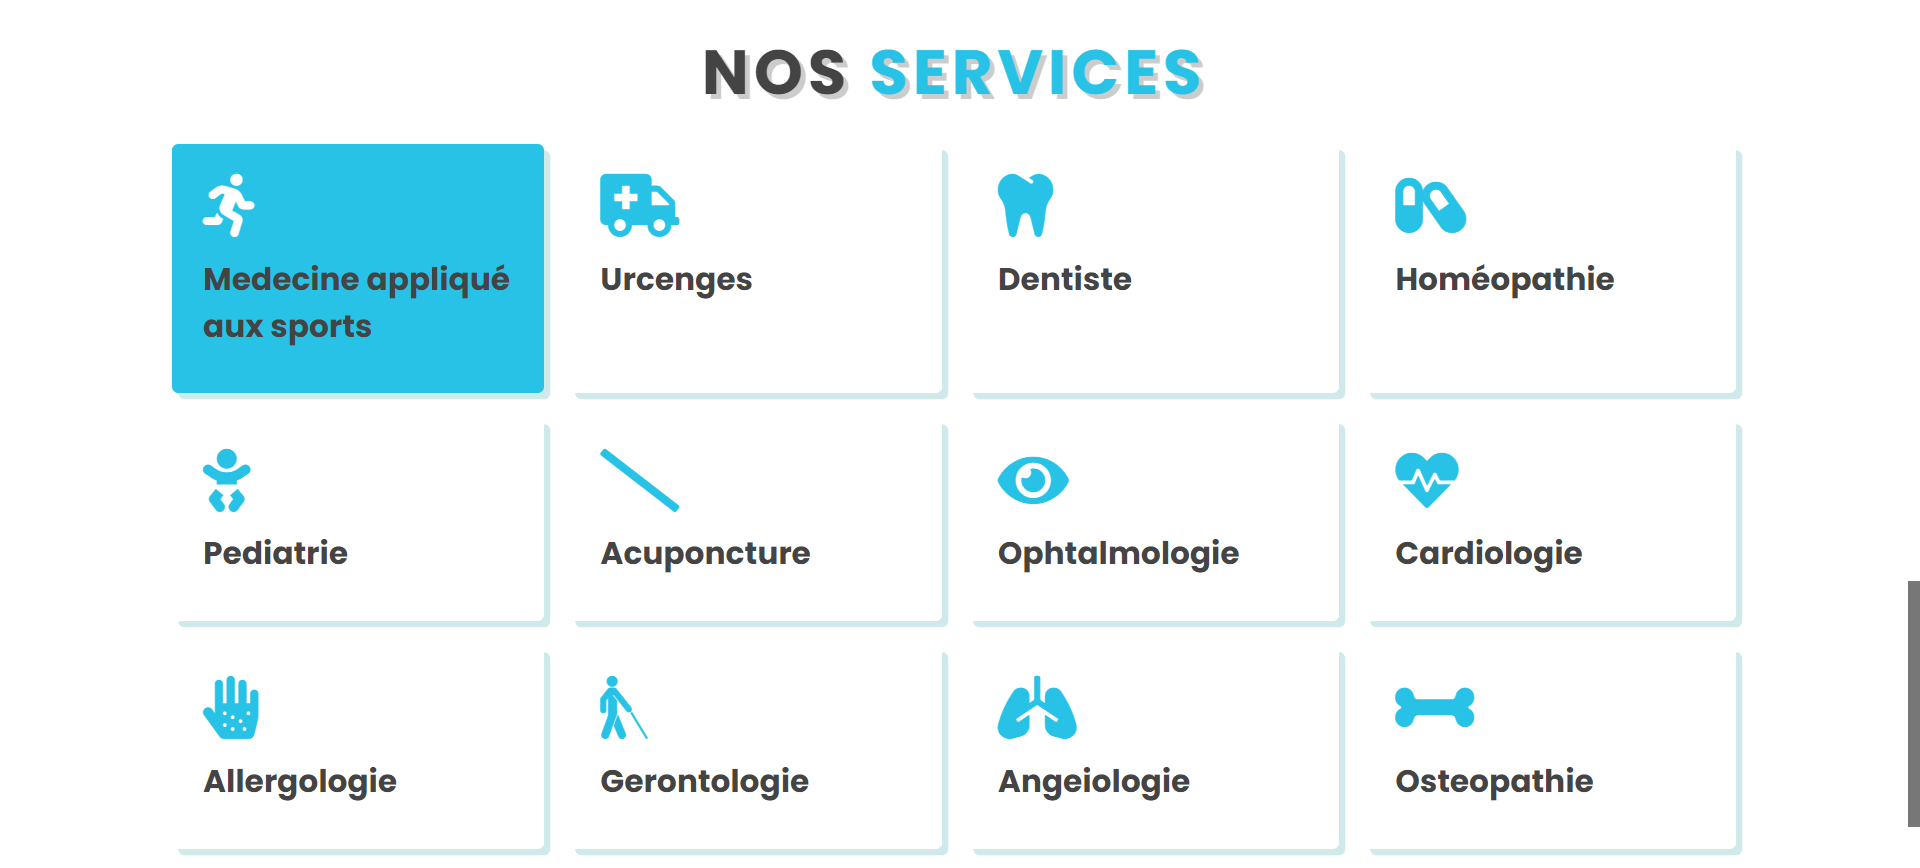 NOS SERVICES
Medecine appliqué
aux sports
Urcenges
Dentiste
Homéopathie
Pediatrie
Acuponcture
Ophtalmologie
Cardiologie
Allergologie
Gerontologie
Angeiologie
Osteopathie